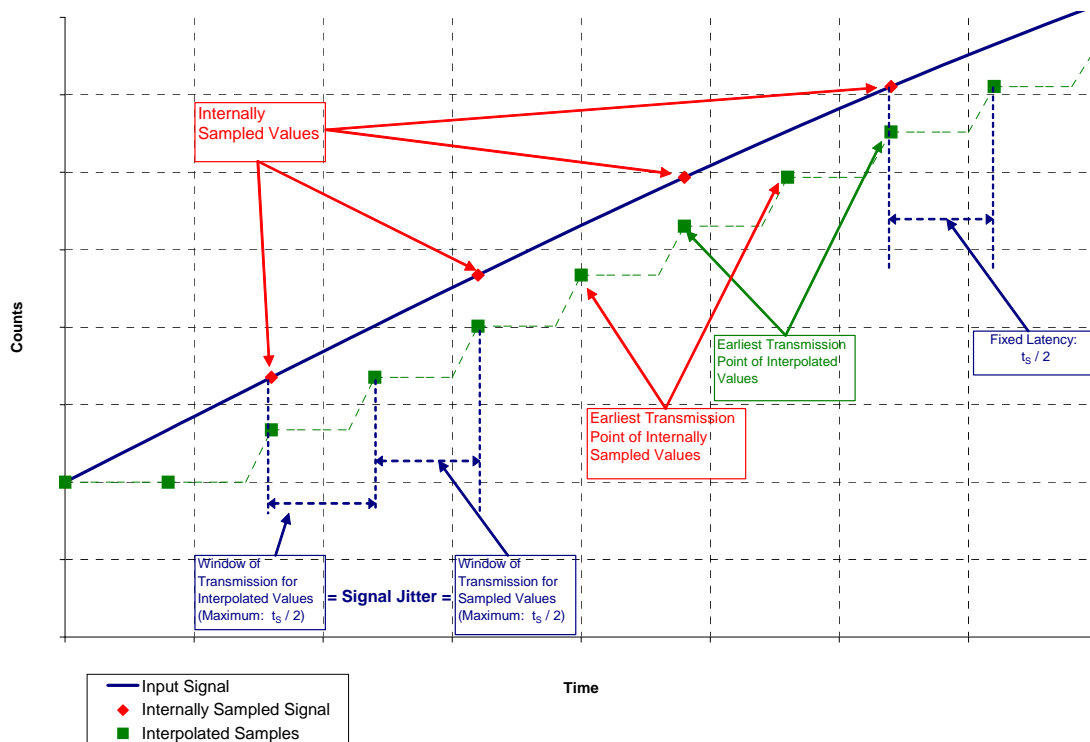 Internally
Sampled Values
Counts
Earliest Transmission
Point of Interpolated
Values
Fixed Latency:
tS / 2
Earliest Transmission
Point of Internally
Sampled Values
Window of
Transmission for
Interpolated Values
(Maximum: tS / 2)
= Signal Jitter =
Window of
Transmission for
Sampled Values
(Maximum: tS / 2)
Time
Input Signal
Internally Sampled Signal
Interpolated Samples